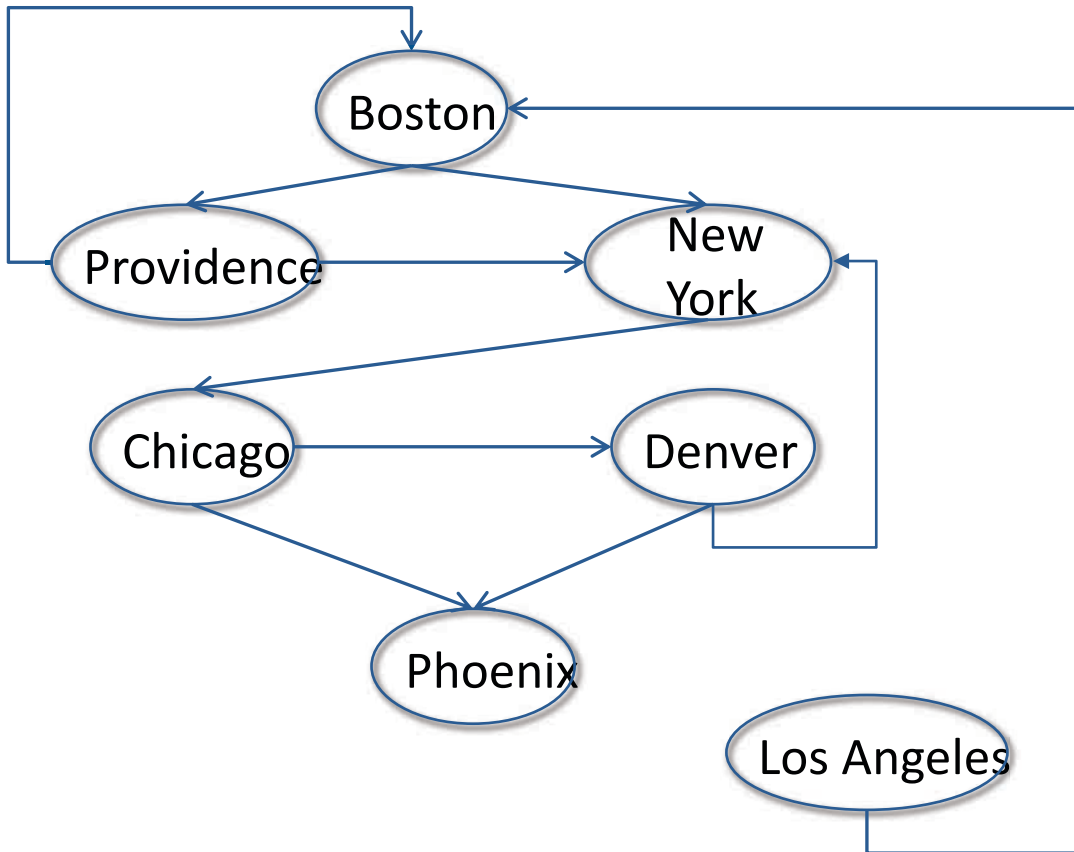 Boston
Providence
New
York
Chicago
Denver
Phoenix
Los Angeles